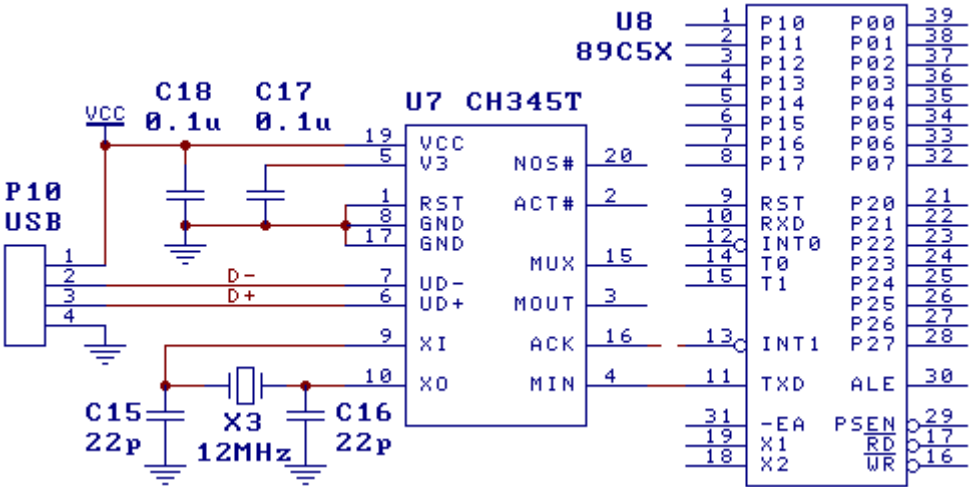 U8
89C5X
1 P10 P00 39
2 P11 P01 38
3 P12 P02 37
4 P13 P03 36
5 P14 P04 35
6 P15 P05 34
7 P16 P06 33
8 P17 P07 32
9 RST P20 21
10 RXD P21 22
12 INT0 P22 23
14 T0 P23 24
15 T1 P24 25
P25 26
P26 27
13 INT1 P27 28
11 TXD ALE 30
31 -EA PSEN 29
19 X1 RD 17
18 X2 WR 16
C18 C17
0.1u 0.1u
VCC
U7 CH345T
19 VCC
5 V3 NOS# 20
1 RST ACT# 2
8 GND
17 GND
MUX 15
7 UD-
6 UD+ MOUT 3
9 XI ACK 16
10 XO MIN 4
P10
USB
1
2 D-
3 D+
4
C15
22p
X3
12MHz
C16
22p